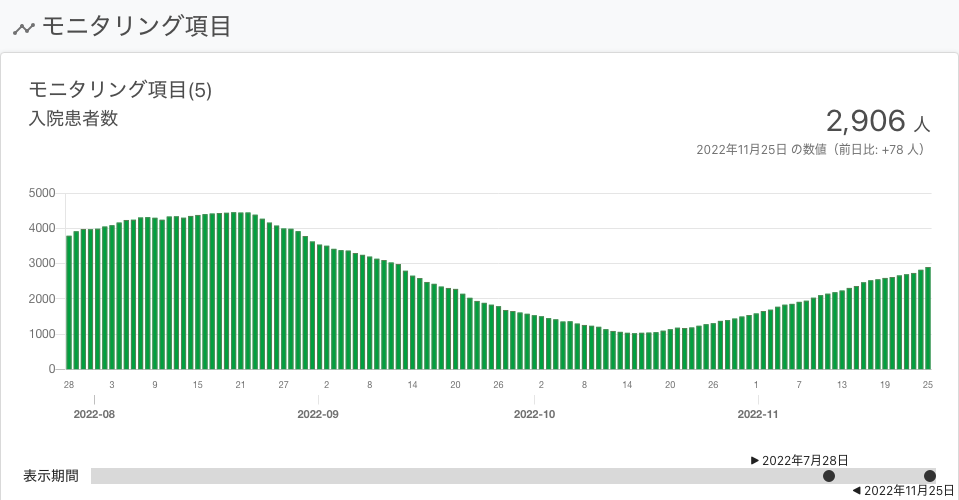 モニタリング項目
モニタリング項目(5)
入院患者数
2,906 人
2022年11月25日 の数値（前日比: +78 人）
5000
4000
3000
2000
1000
0
28 3 9 15 21 27 2 8 14 20 26 2 8 14 20 26 1 7 13 19 25
2022-08 2022-09 2022-10 2022-11
▶ 2022年7月28日
表示期間
◀ 2022年11月25日